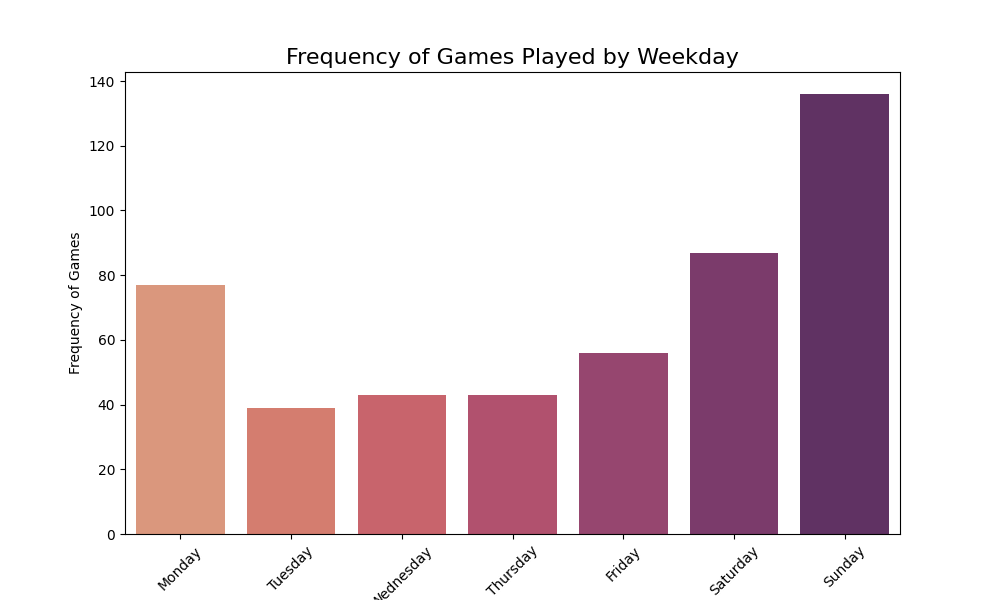 Frequency of Games Played by Weekday
Frequency of Games
140
120
100
80
60
40
20
0
Monday
Tuesday
Wednesday
Thursday
Friday
Saturday
Sunday